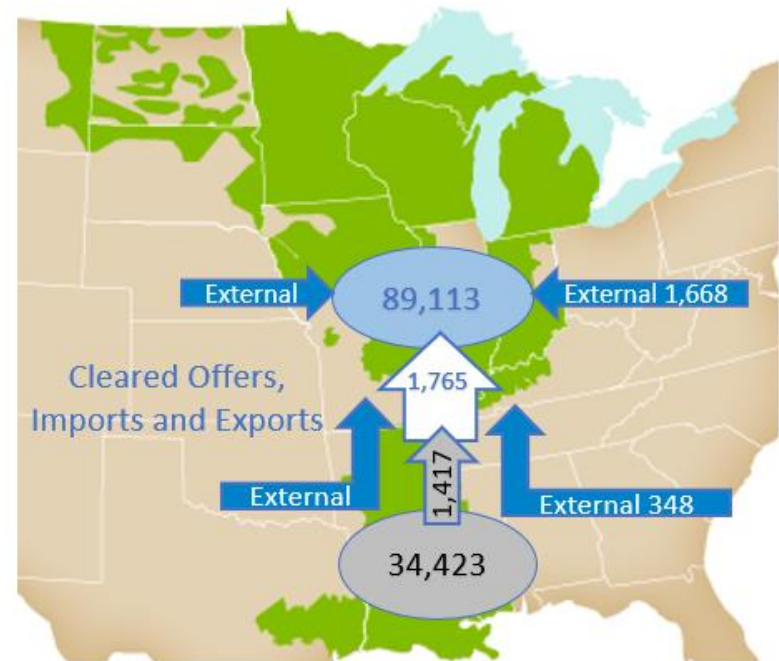 External
89,113
External 1,668
Cleared Offers,
Imports and Exports
1,765
1,417
External
External 348
34,423